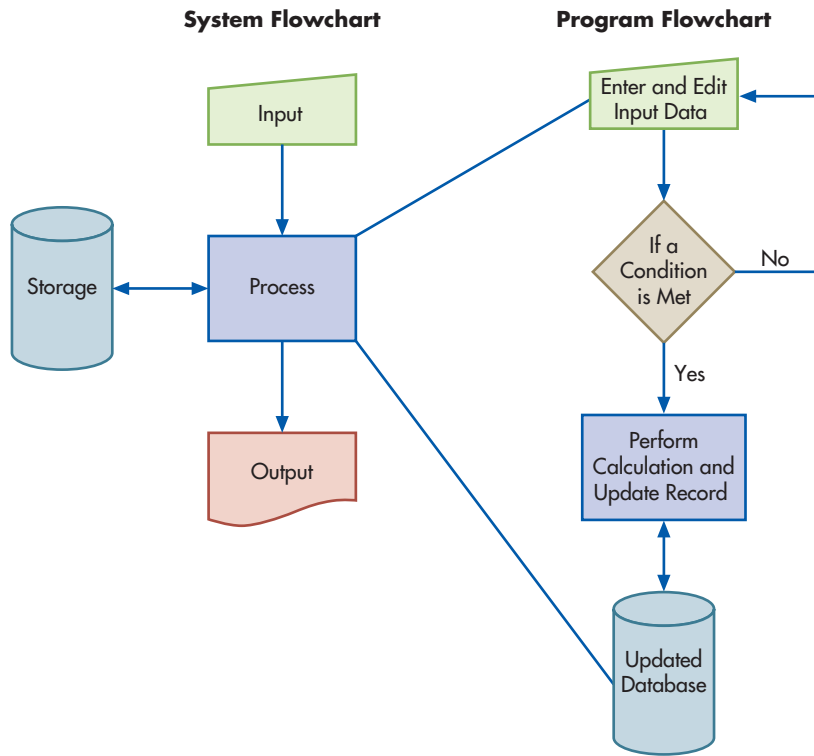 System Flowchart
Program Flowchart
Input
Enter and Edit
Input Data
Storage
Process
If a
Condition
is Met
No
Yes
Output
Perform
Calculation and
Update Record
Updated
Database